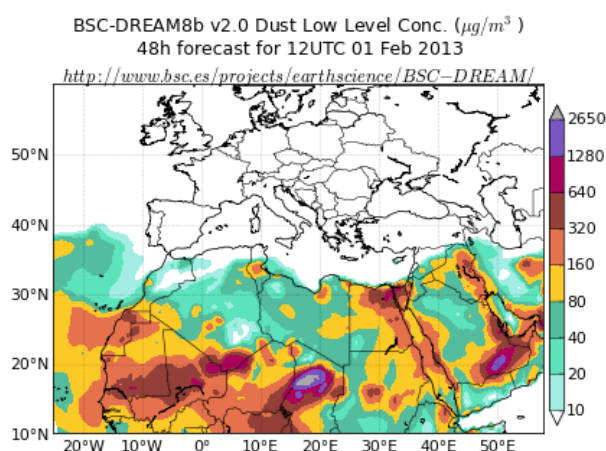 BSC-DREAM8b v2.0 Dust Low Level Conc. (μg/m³ )
48h forecast for 12UTC 01 Feb 2013
http://www.bsc.es/projects/earthscience/BSC−DREAM/
50°N
40°N
30°N
20°N
10°N
20°W
10°W
0°
10°E
20°E
30°E
40°E
50°E
2650
1280
640
320
160
80
40
20
10